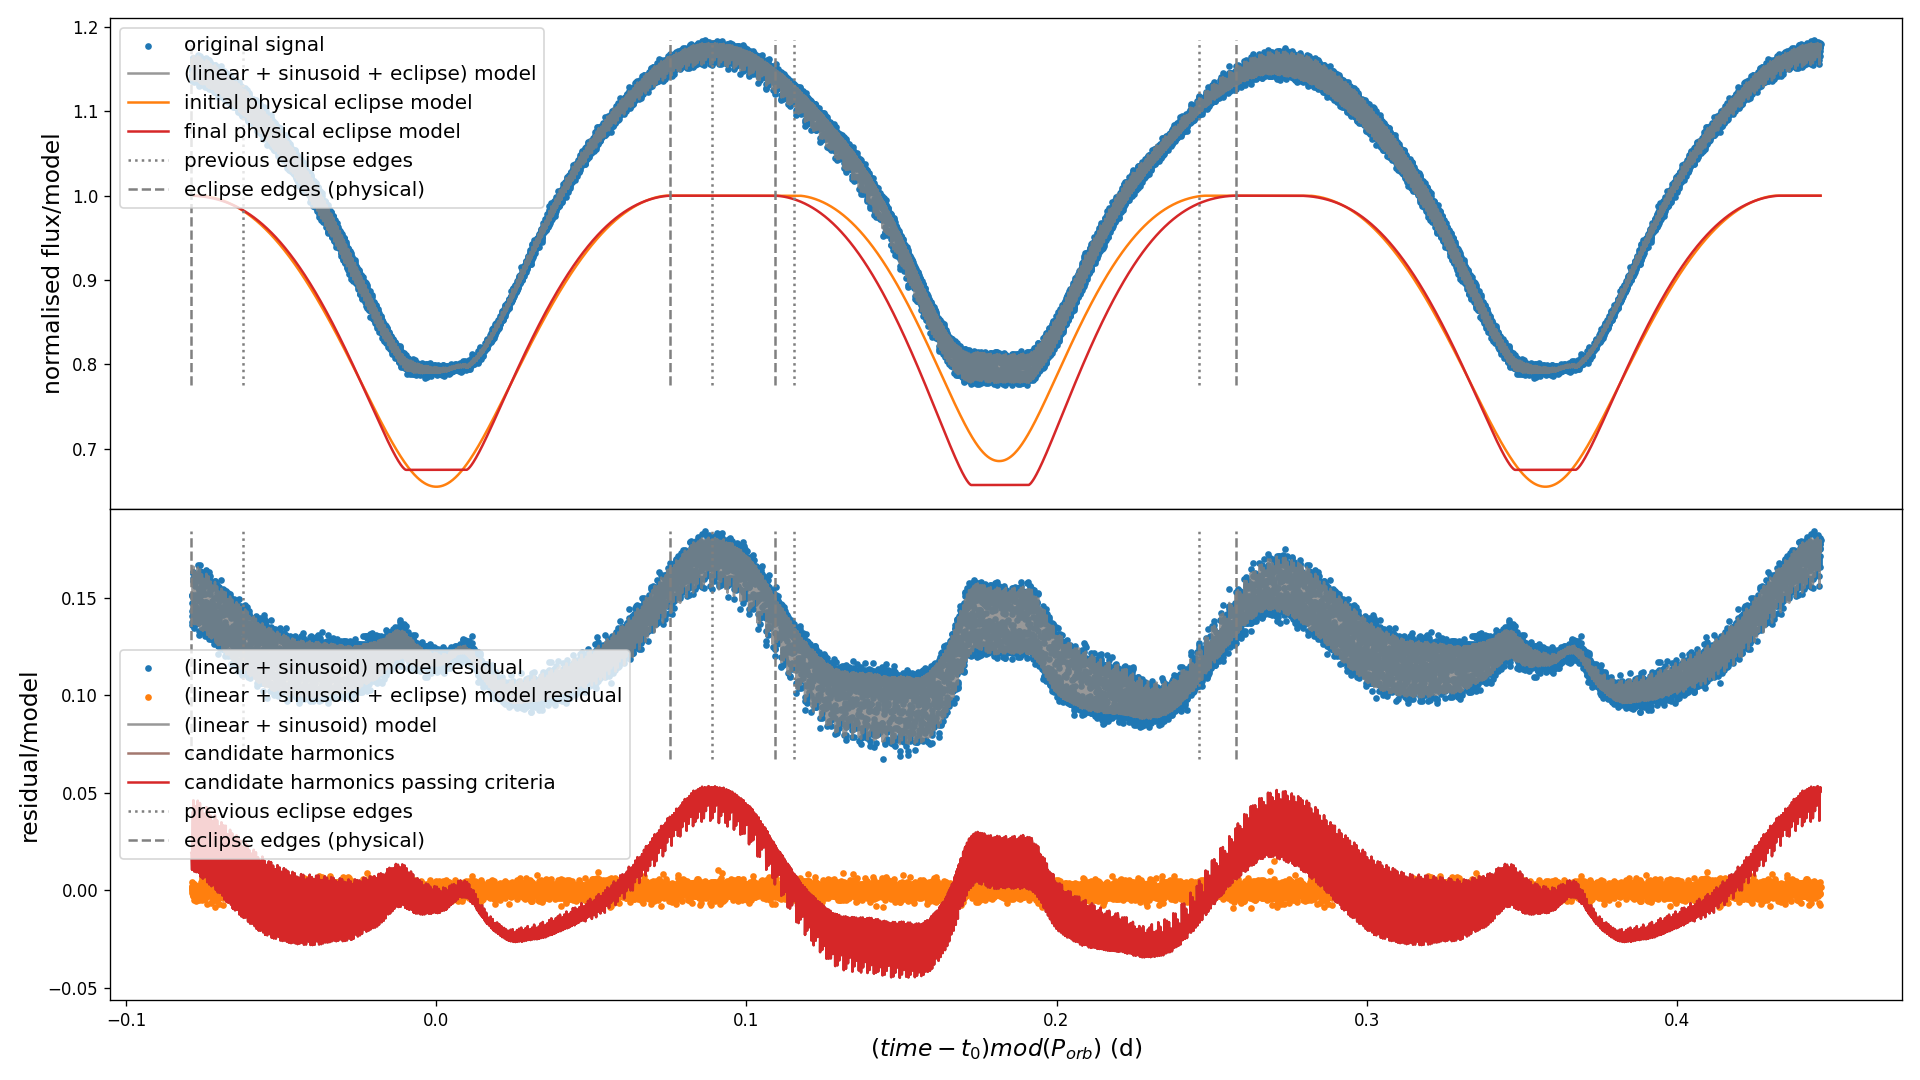 normalised flux/model
1.2
1.1
1.0
0.9
0.8
0.7
original signal
(linear + sinusoid + eclipse) model
initial physical eclipse model
final physical eclipse model
previous eclipse edges
eclipse edges (physical)
residual/model
0.15
0.10
0.05
0.00
−0.05
(linear + sinusoid) model residual
(linear + sinusoid + eclipse) model residual
(linear + sinusoid) model
candidate harmonics
candidate harmonics passing criteria
previous eclipse edges
eclipse edges (physical)
−0.1 0.0 0.1 0.2 0.3 0.4
(time − t₀)mod(P_orb) (d)